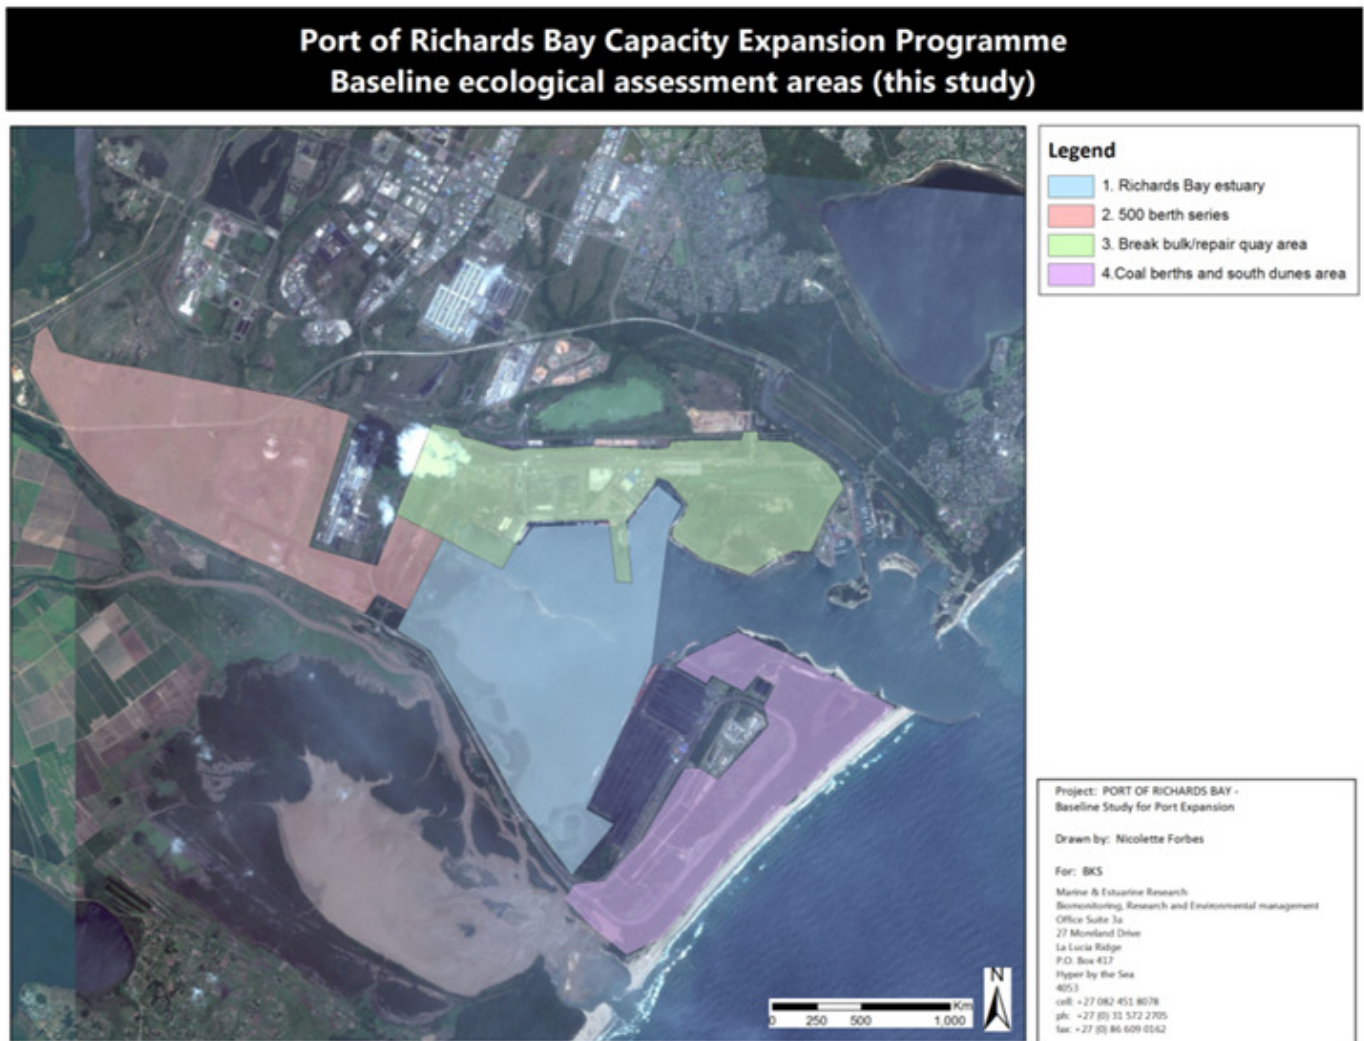 Port of Richards Bay Capacity Expansion Programme
Baseline ecological assessment areas (this study)
Legend
1. Richards Bay estuary
2. 500 berth series
3. Break bulk/repair quay area
4.Coal berths and south dunes area
Project: PORT OF RICHARDS BAY -
Baseline Study for Port Expansion
Drawn by: Nicolette Forbes
For: BKS
Marine & Estuarine Research
Biomonitoring, Research and Environmental management
Office Suite 3a
27 Moreland Drive
La Lucia Ridge
P.O. Box 417
Hyper by the Sea
4053
cell: +27 082 451 8078
ph: +27 (0) 31 572 2705
fax: +27 (0) 86 609 0162
N
Km
0 250 500 1,000